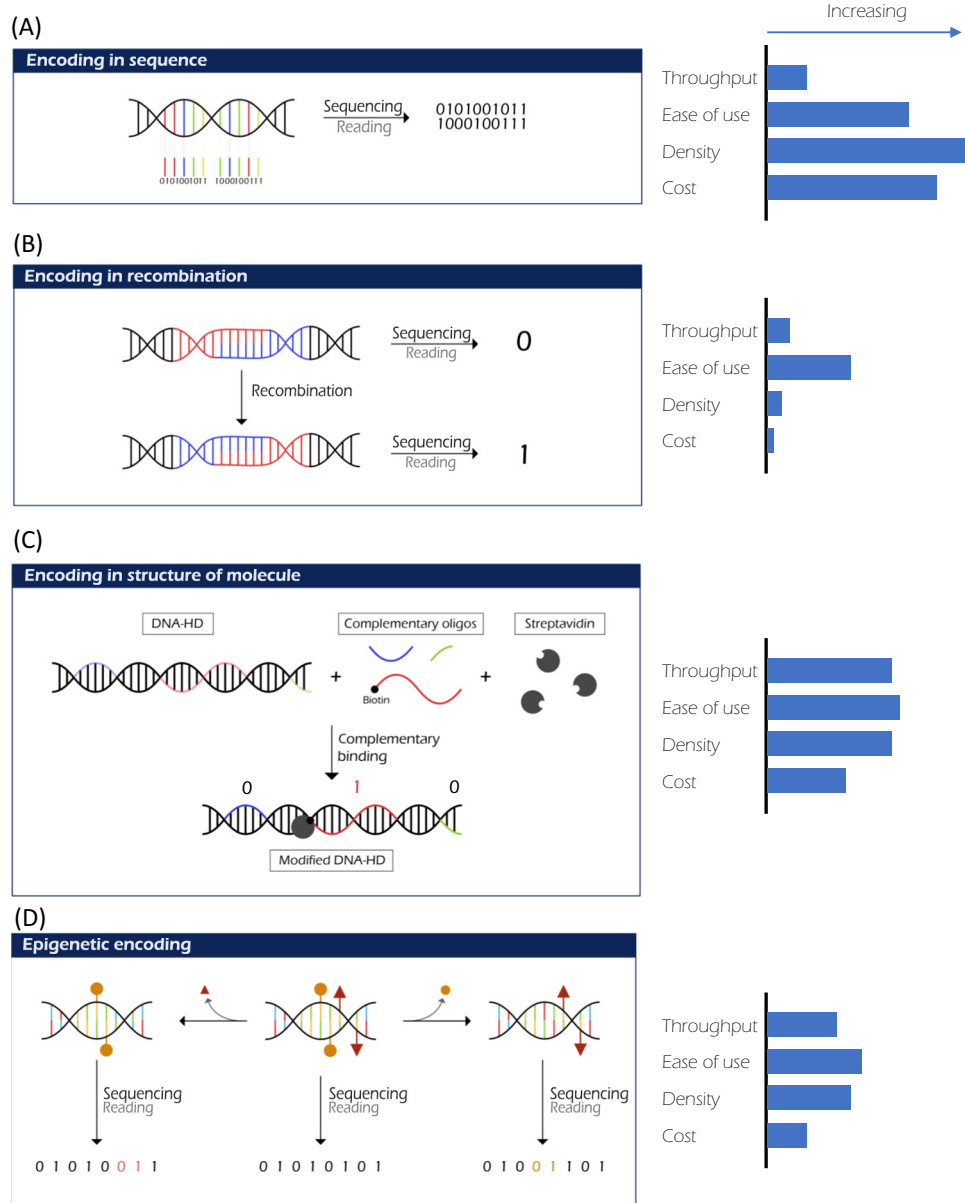 (A)
Increasing
Encoding in sequence
Sequencing
Reading
0101001011
1000100111
0101001011 1000100111
Throughput
Ease of use
Density
Cost
(B)
Encoding in recombination
Sequencing
Reading
0
Recombination
Sequencing
Reading
1
Throughput
Ease of use
Density
Cost
(C)
Encoding in structure of molecule
DNA-HD
Complementary oligos
Streptavidin
+
+
Biotin
Complementary
binding
0 1 0
Modified DNA-HD
Throughput
Ease of use
Density
Cost
(D)
Epigenetic encoding
Sequencing
Reading
Sequencing
Reading
Sequencing
Reading
0 1 0 1 0 0 1 1
0 1 0 1 0 1 0 1
0 1 0 0 1 1 0 1
Throughput
Ease of use
Density
Cost